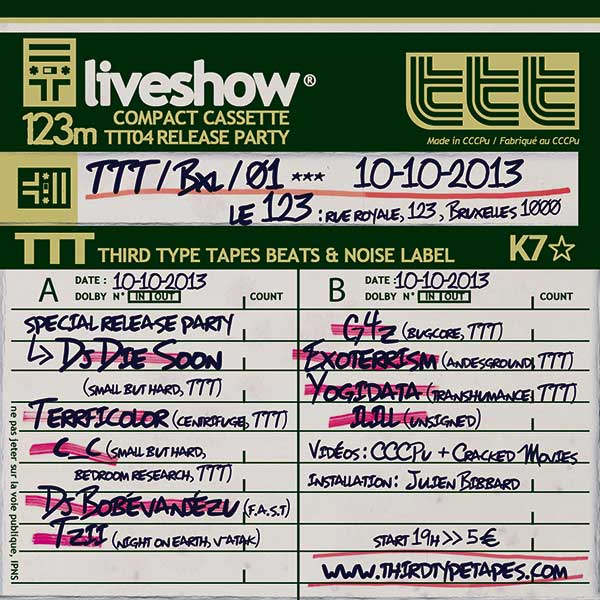 liveshow®
COMPACT CASSETTE
123m TTT04 RELEASE PARTY
ttt
Made in CCCPu / Fabriqué au CCCPu
TTT / BXL / 01 *** 10-10-2013
LE 123 : RUE ROYALE, 123, BRUXELLES 1000
TTT THIRD TYPE TAPES BEATS & NOISE LABEL K7☆
A DATE : 10-10-2013
DOLBY N° IN OUT COUNT
SPECIAL RELEASE PARTY
↳ DJ DIE SOON
(SMALL BUT HARD, TTT)
TERRFICOLOR (CENTRIFUGE, TTT)
C_C (SMALL BUT HARD,
BEDROOM RESEARCH, TTT)
DJ BOBÉVANJÉZU (F.A.S.T)
TZII (NIGHT ON EARTH, V-ATAK)
B DATE : 10-10-2013
DOLBY N° IN OUT COUNT
G4Z (BUGCORE, TTT)
EXOTERRISM (ANDESGROUND, TTT)
YOGIDATA (TRANSHUMANCE, TTT)
(UNSIGNED)
VIDÉOS : CCCPU + CRACKED MOVIES
INSTALLATION : JULIEN BIBBARD
START 19H >> 5 €
WWW.THIRDTYPETAPES.COM
ne pas jeter sur la voie publique. IPNS